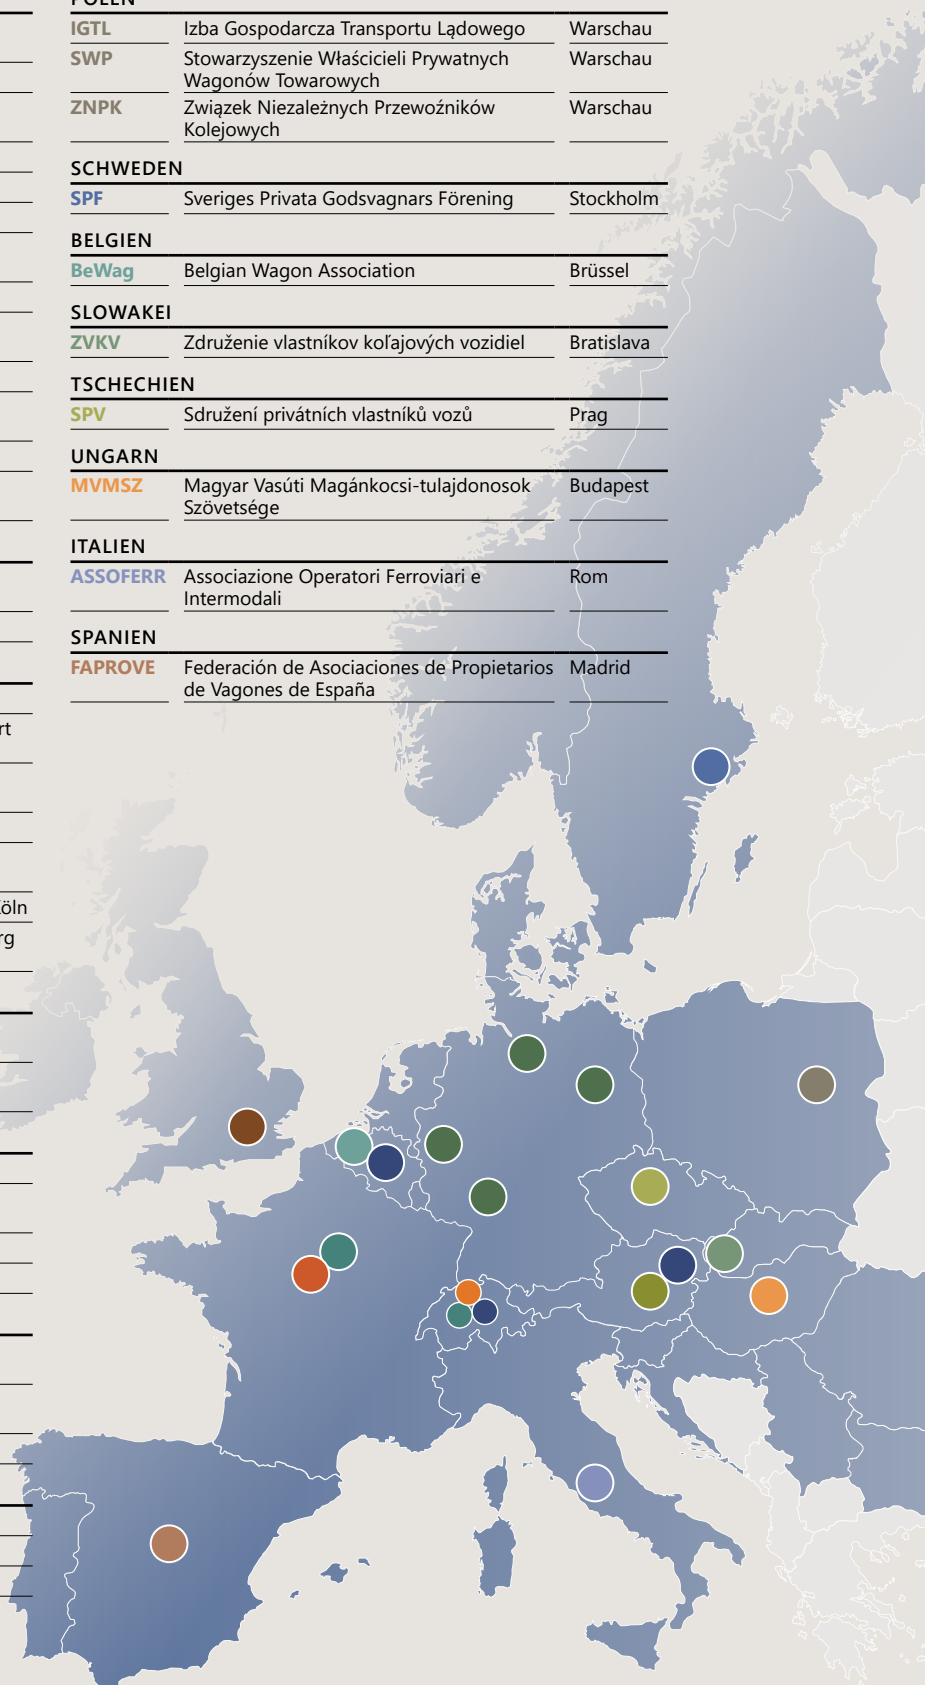 POLEN
IGTL Izba Gospodarcza Transportu Lądowego Warschau
SWP Stowarzyszenie Właścicieli Prywatnych Warschau
Wagonów Towarowych
ZNPK Związek Niezależnych Przewoźników Warschau
Kolejowych
SCHWEDEN
SPF Sveriges Privata Godsvagnars Förening Stockholm
BELGIEN
BeWag Belgian Wagon Association Brüssel
SLOWAKEI
ZVKV Združenie vlastníkov koľajových vozidiel Bratislava
TSCHECHIEN
SPV Sdružení privátních vlastníků vozů Prag
UNGARN
MVMSZ Magyar Vasúti Magánkocsi-tulajdonosok Budapest
Szövetsége
ITALIEN
ASSOFERR Associazione Operatori Ferroviari e Rom
Intermodali
SPANIEN
FAPROVE Federación de Asociaciones de Propietarios Madrid
de Vagones de España
rt
öln
rg